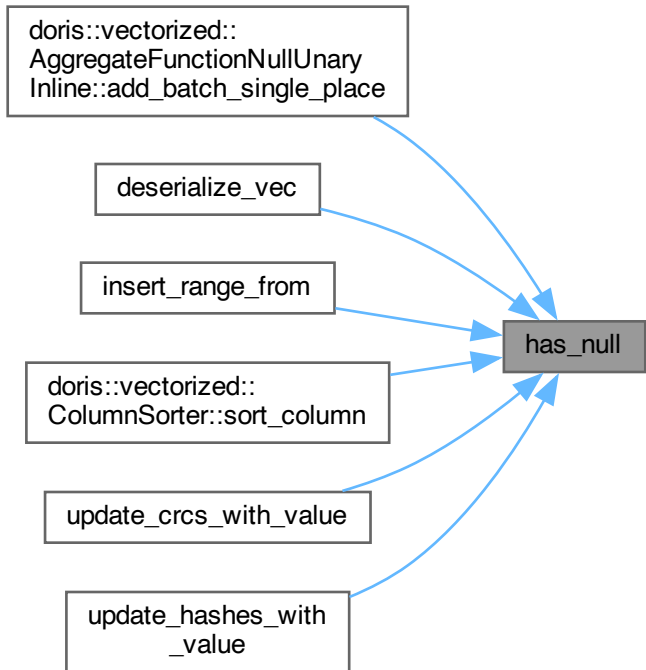 doris::vectorized::
AggregateFunctionNullUnary
Inline::add_batch_single_place
deserialize_vec
insert_range_from
has_null
doris::vectorized::
ColumnSorter::sort_column
update_crcs_with_value
update_hashes_with
_value